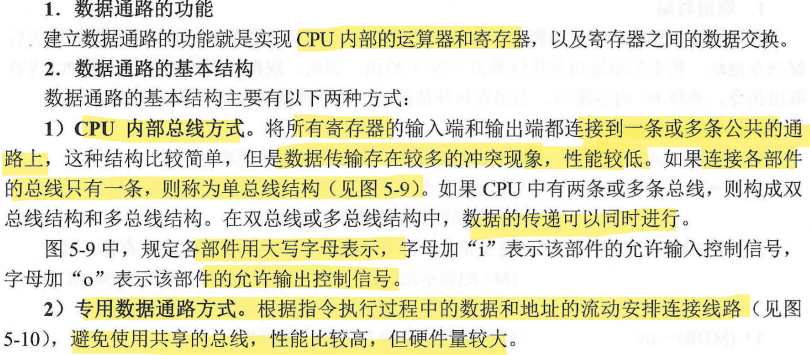 1．数据通路的功能
建立数据通路的功能就是实现 CPU 内部的运算器和寄存器，以及寄存器之间的数据交换。
2．数据通路的基本结构
数据通路的基本结构主要有以下两种方式：
1）CPU 内部总线方式。将所有寄存器的输入端和输出端都连接到一条或多条公共的通
路上，这种结构比较简单，但是数据传输存在较多的冲突现象，性能较低。如果连接各部件
的总线只有一条，则称为单总线结构（见图 5-9）。如果 CPU 中有两条或多条总线，则构成双
总线结构和多总线结构。在双总线或多总线结构中，数据的传递可以同时进行。
图 5-9 中，规定各部件用大写字母表示，字母加“i”表示该部件的允许输入控制信号，
字母加“o”表示该部件的允许输出控制信号。
2）专用数据通路方式。根据指令执行过程中的数据和地址的流动安排连接线路（见图
5-10），避免使用共享的总线，性能比较高，但硬件量较大。